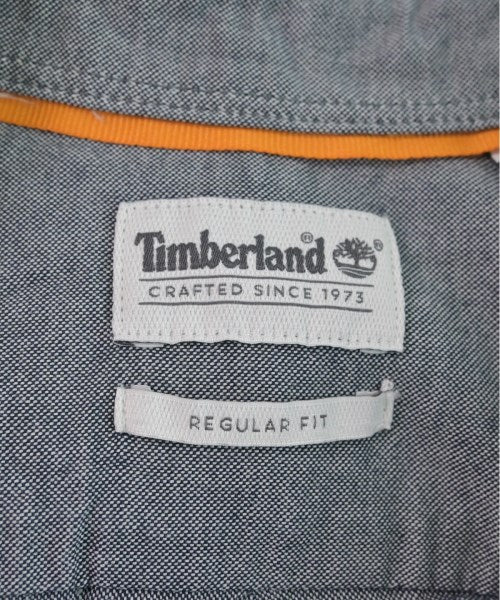 Timberland®®
CRAFTED SINCE 1973
REGULAR FIT